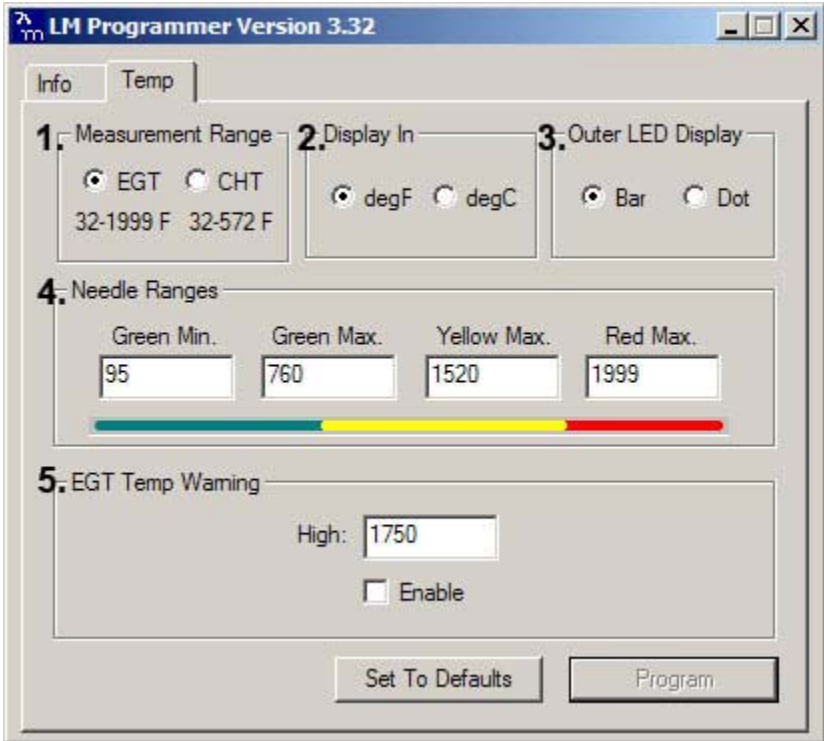 LM Programmer Version 3.32
Info Temp
1. Measurement Range 2. Display In 3. Outer LED Display
EGT CHT degF degC Bar Dot
32-1999 F 32-572 F
4. Needle Ranges
Green Min. Green Max. Yellow Max. Red Max.
95 760 1520 1999
5. EGT Temp Warning
High: 1750
Enable
Set To Defaults Program